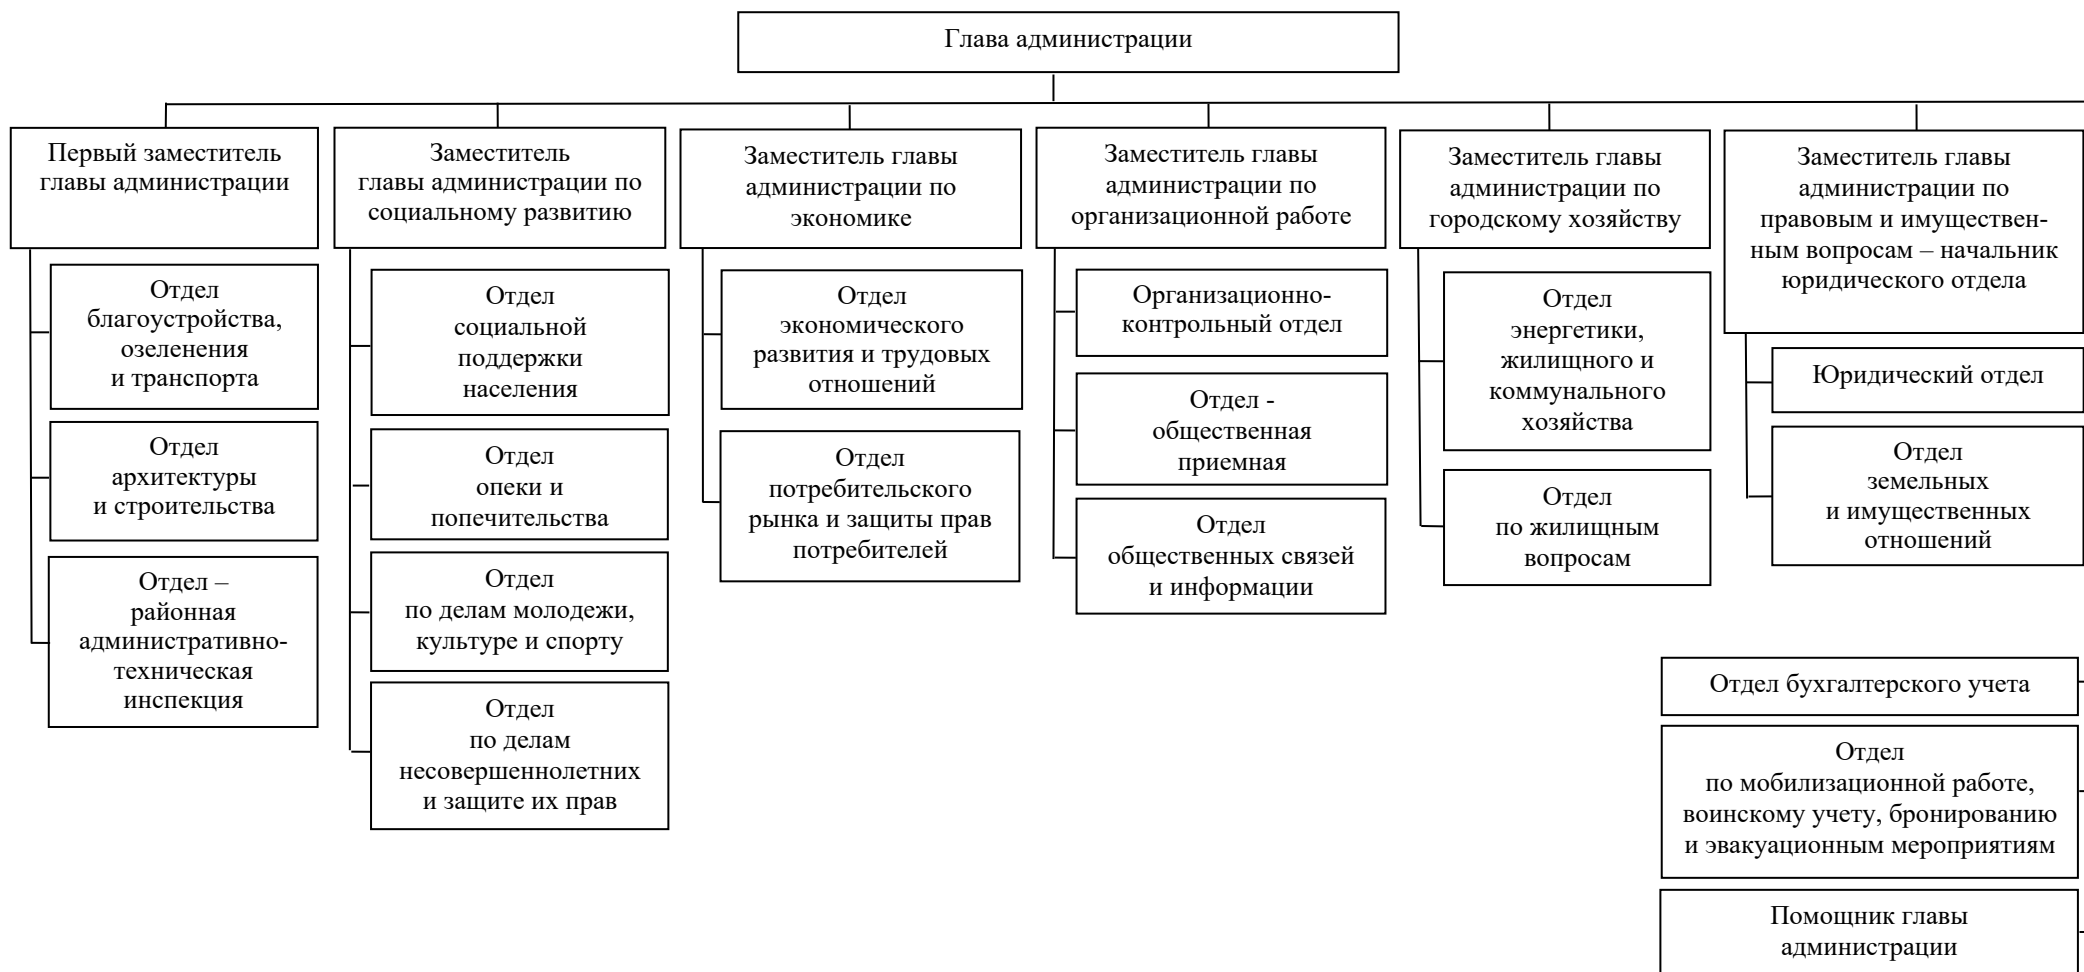 Глава администрации
Первый заместитель
главы администрации
Отдел
благоустройства,
озеленения
и транспорта
Отдел
архитектуры
и строительства
Отдел –
районная
административно-
техническая
инспекция
Заместитель
главы администрации по
социальному развитию
Отдел
социальной
поддержки
населения
Отдел
опеки и
попечительства
Отдел
по делам молодежи,
культуре и спорту
Отдел
по делам
несовершеннолетних
и защите их прав
Заместитель главы
администрации по
экономике
Отдел
экономического
развития и трудовых
отношений
Отдел
потребительского
рынка и защиты прав
потребителей
Заместитель главы
администрации по
организационной работе
Организационно-
контрольный отдел
Отдел -
общественная
приемная
Отдел
общественных связей
и информации
Заместитель главы
администрации по
городскому хозяйству
Отдел
энергетики,
жилищного и
коммунального
хозяйства
Отдел
по жилищным
вопросам
Заместитель главы
администрации по
правовым и имуществен-
ным вопросам – начальник
юридического отдела
Юридический отдел
Отдел
земельных
и имущественных
отношений
Отдел бухгалтерского учета
Отдел
по мобилизационной работе,
воинскому учету, бронированию
и эвакуационным мероприятиям
Помощник главы
администрации